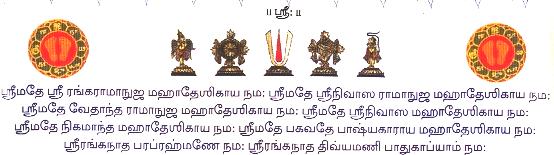 ॥ ஸ்ரீ: ॥
ஸ்ரீமதே ஸ்ரீ ரங்கராமாநுஜ மஹாதேஶிகாய நம: ஸ்ரீமதே ஸ்ரீநிவாஸ ராமாநுஜ மஹாதேஶிகாய நம:
ஸ்ரீமதே வேதாந்த ராமாநுஜ மஹாதேஶிகாய நம: ஸ்ரீமதே ஸ்ரீநிவாஸ மஹாதேஶிகாய நம:
ஸ்ரீமதே நிகமாந்த மஹாதேஶிகாய நம: ஸ்ரீமதே பகவதே பாஷ்யகாராய மஹாதேஶிகாய நம:
ஸ்ரீரங்கநாத பரப்ரஹ்மணே நம: ஸ்ரீரங்கநாத திவ்யமணி பாதுகாப்யாம் நம: